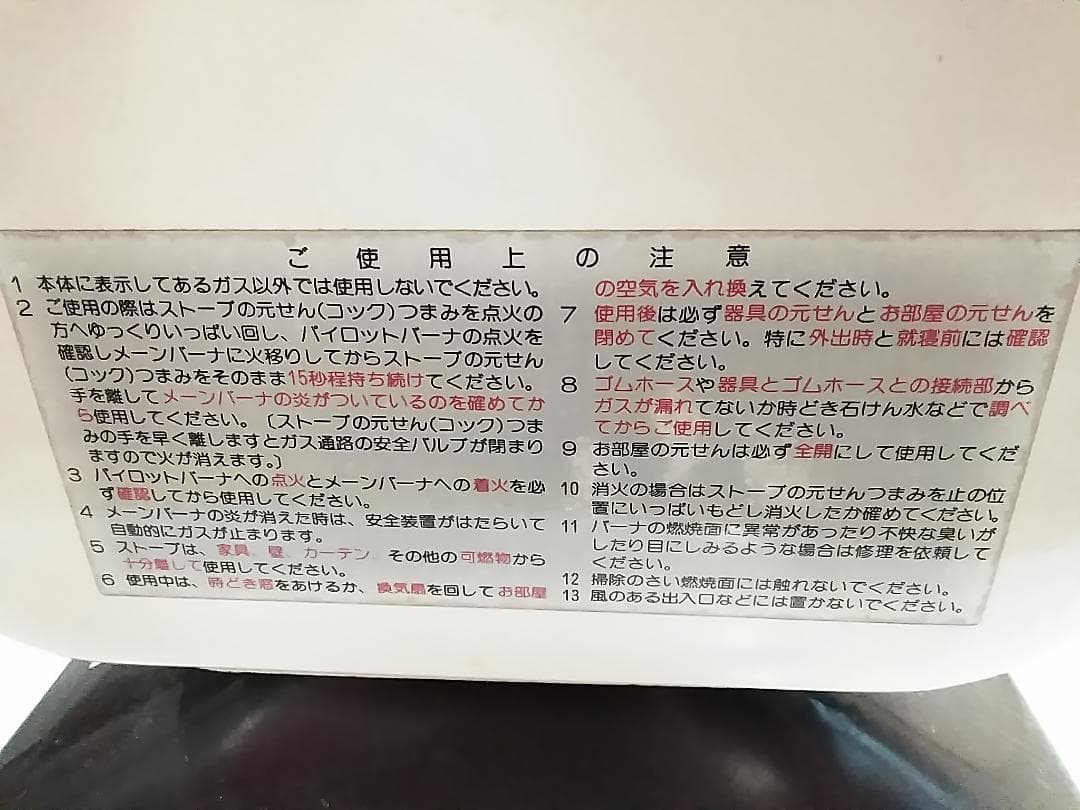 ご使用上の注意
1 本体に表示してあるガス以外では使用しないでください。
2 ご使用の際はストーブの元せん(コック)つまみを点火の
方へゆっくりいっぱい回し、パイロットバーナの点火を
確認しメーンバーナに火移りしてからストーブの元せん
(コック)つまみをそのまま15秒程持ち続けてください。
手を離してメーンバーナの炎がついているのを確めてか
ら使用してください。〔ストーブの元せん(コック)つま
みの手を早く離しますとガス通路の安全バルブが閉まり
ますので火が消えます。〕
3 パイロットバーナへの点火とメーンバーナへの着火を必
ず確認してから使用してください。
4 メーンバーナの炎が消えた時は、安全装置がはたらいて
自動的にガスが止まります。
5 ストーブは、家具、壁、カーテン、その他の可燃物から
十分離して使用してください。
6 使用中は、時どき窓をあけるか、換気扇を回してお部屋
の空気を入れ換えてください。
7 使用後は必ず器具の元せんとお部屋の元せんを
閉めてください。特に外出時と就寝前には確認
してください。
8 ゴムホースや器具とゴムホースとの接続部から
ガスが漏れてないか時どき石けん水などで調べ
てからご使用してください。
9 お部屋の元せんは必ず全開にして使用してくだ
さい。
10 消火の場合はストーブの元せんつまみを止の位
置にいっぱいもどし消火したか確めてください。
11 バーナの燃焼面に異常があったり不快な臭いが
したり目にしみるような場合は修理を依頼して
ください。
12 掃除のさい燃焼面には触れないでください。
13 風のある出入口などには置かないでください。